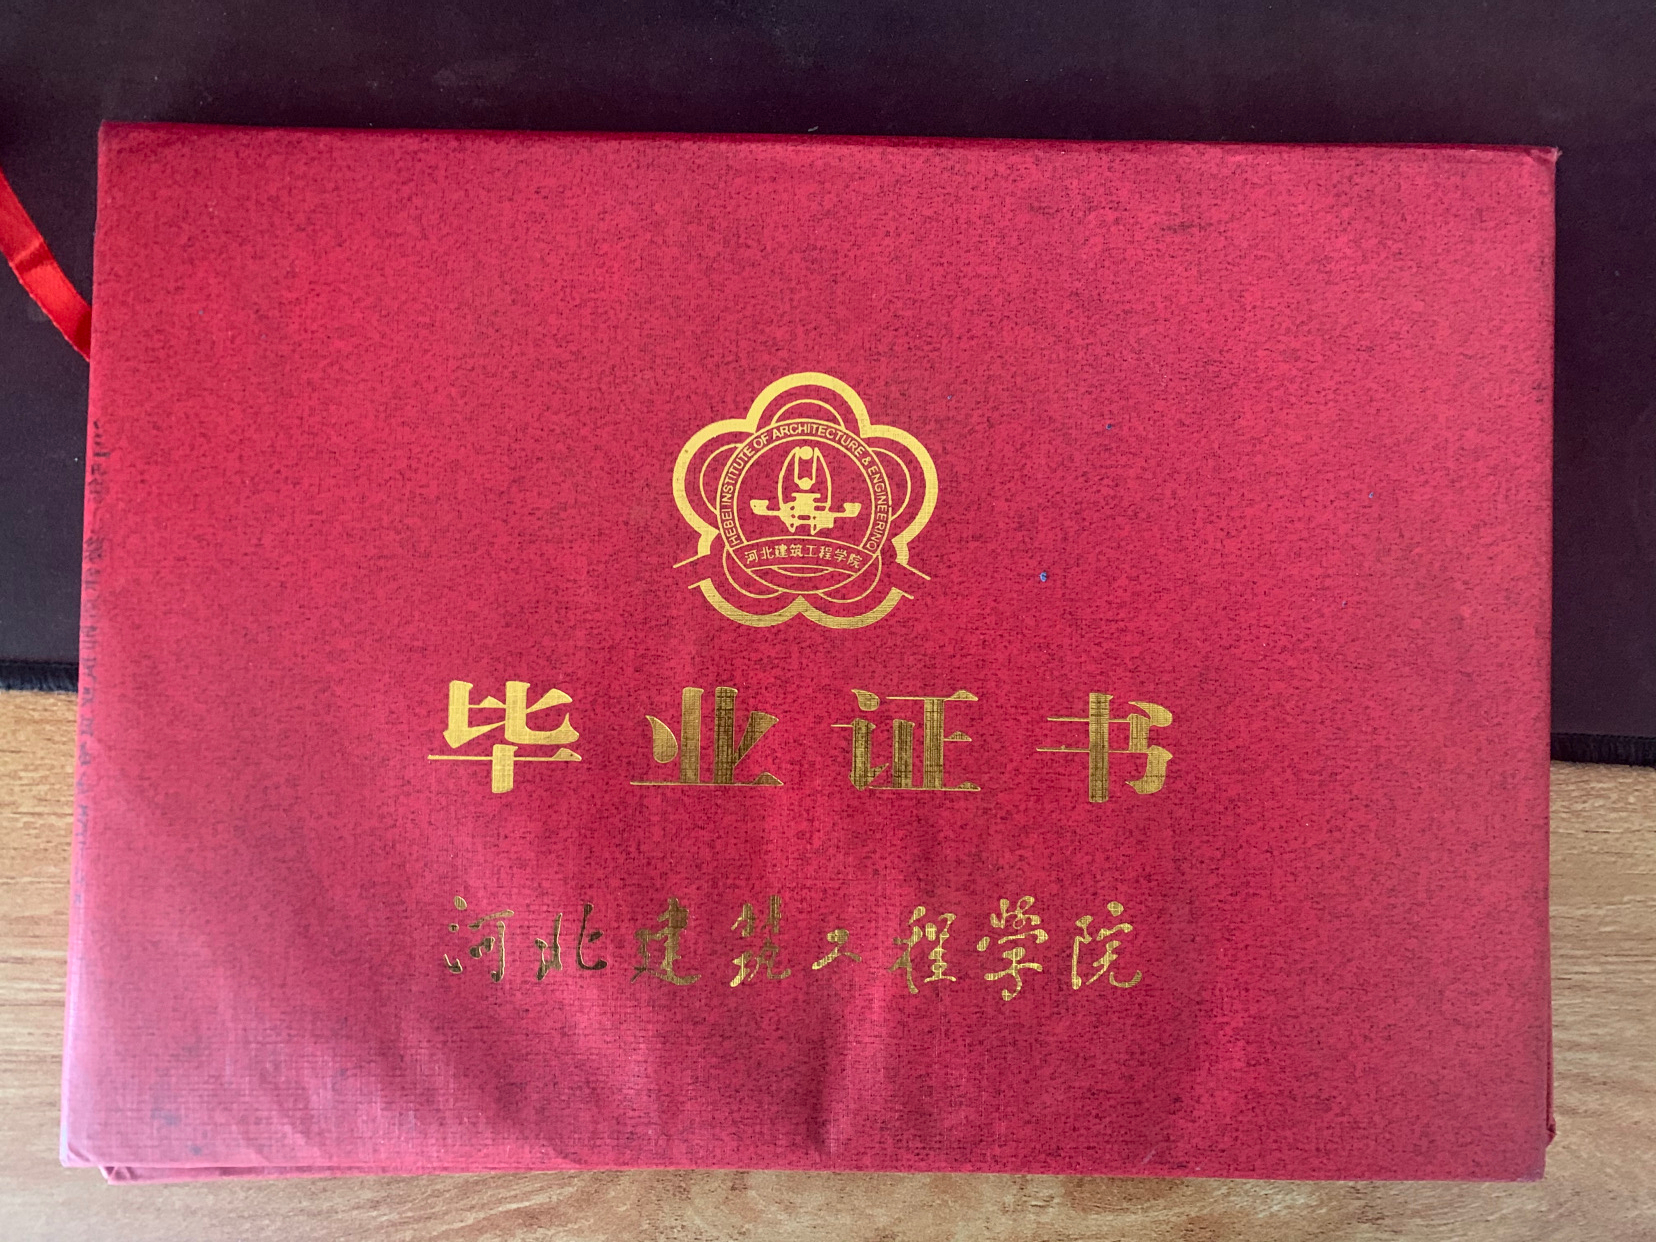 HEBEI INSTITUTE OF ARCHITECTURE & ENGINEERING
河北建筑工程学院
毕业证书
河北建筑工程學院